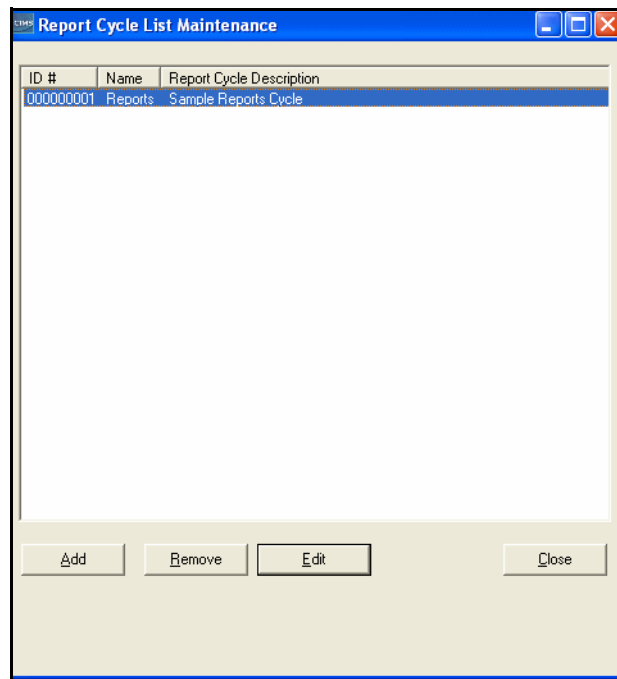 CIMS Report Cycle List Maintenance
ID # Name Report Cycle Description
000000001 Reports Sample Reports Cycle
Add Remove Edit Close